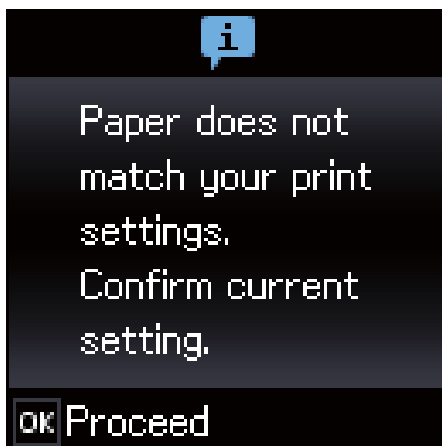 i
Paper does not
match your print
settings.
Confirm current
setting.
OK Proceed